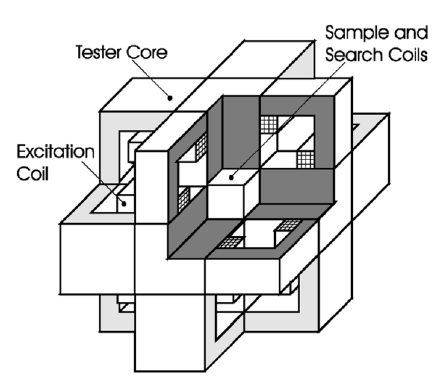 Sample and
Search Coils
Tester Core
Excitation
Coil